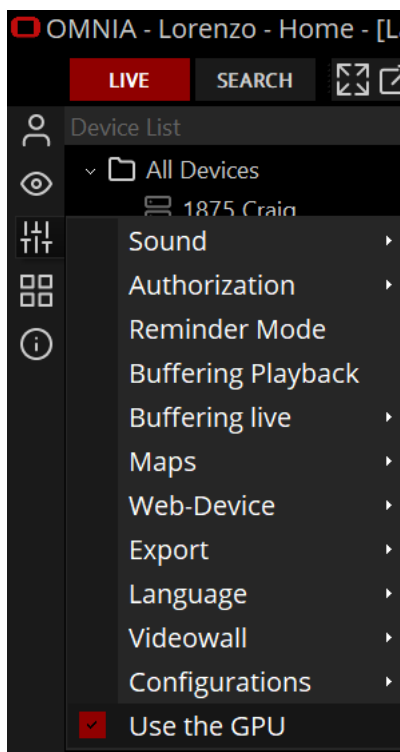 OMNIA - Lorenzo - Home - [L
LIVE SEARCH
Device List
All Devices
1875 Craig
Sound
Authorization
Reminder Mode
Buffering Playback
Buffering live
Maps
Web-Device
Export
Language
Videowall
Configurations
Use the GPU